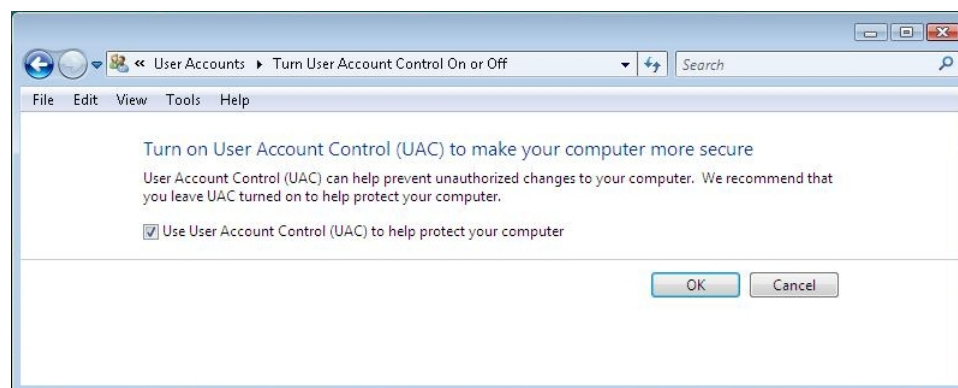 « User Accounts ▸ Turn User Account Control On or Off
Search
File Edit View Tools Help
Turn on User Account Control (UAC) to make your computer more secure
User Account Control (UAC) can help prevent unauthorized changes to your computer. We recommend that
you leave UAC turned on to help protect your computer.
Use User Account Control (UAC) to help protect your computer
OK Cancel